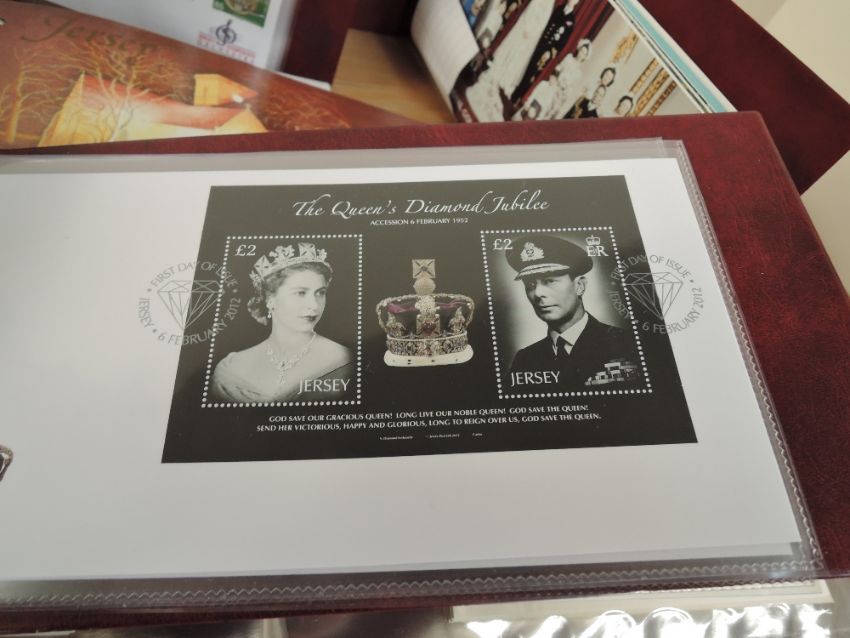 Jersey
The Queen's Diamond Jubilee
ACCESSION 6 FEBRUARY 1952
£2
£2
ER
FIRST DAY OF ISSUE
JERSEY
6 FEBRUARY 2012
FIRST DAY OF ISSUE
JERSEY
6 FEBRUARY 2012
JERSEY
JERSEY
GOD SAVE OUR GRACIOUS QUEEN! LONG LIVE OUR NOBLE QUEEN! GOD SAVE THE QUEEN!
SEND HER VICTORIOUS, HAPPY AND GLORIOUS, LONG TO REIGN OVER US, GOD SAVE THE QUEEN.